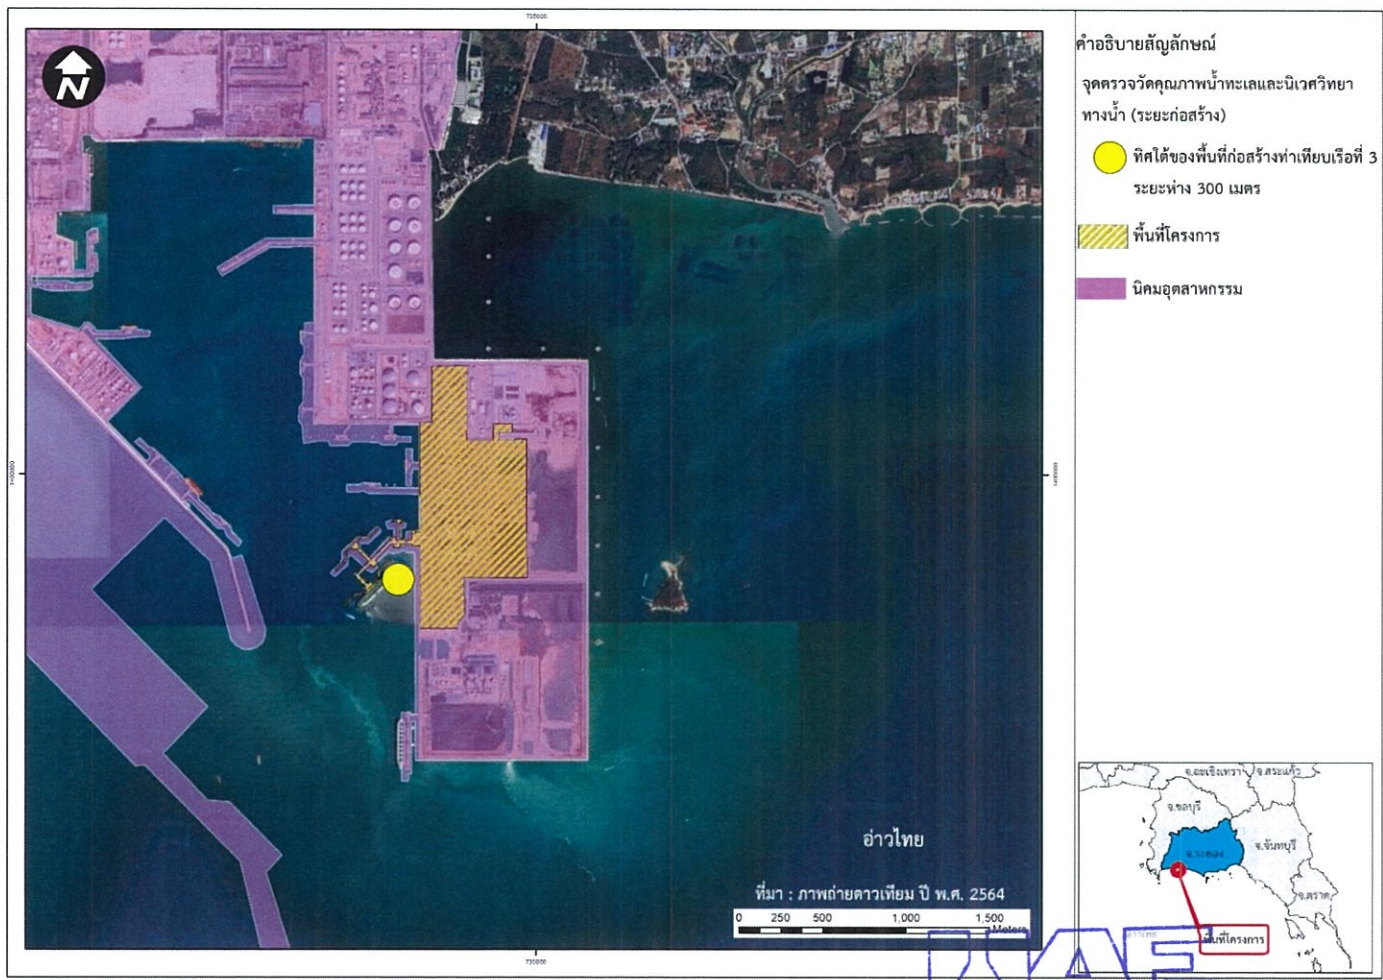 735000
N
คำอธิบายสัญลักษณ์
จุดตรวจวัดคุณภาพน้ำทะเลและนิเวศวิทยา
ทางน้ำ (ระยะก่อสร้าง)
ทิศใต้ของพื้นที่ก่อสร้างท่าเทียบเรือที่ 3
ระยะห่าง 300 เมตร
พื้นที่โครงการ
นิคมอุตสาหกรรม
อ่าวไทย
ที่มา : ภาพถ่ายดาวเทียม ปี พ.ศ. 2564
0 250 500 1,000 1,500
Meters
735000
จ.ฉะเชิงเทรา
จ.สระแก้ว
จ.ชลบุรี
จ.ระยอง
จ.จันทบุรี
จ.ตราด
อ่าวไทย
พื้นที่โครงการ